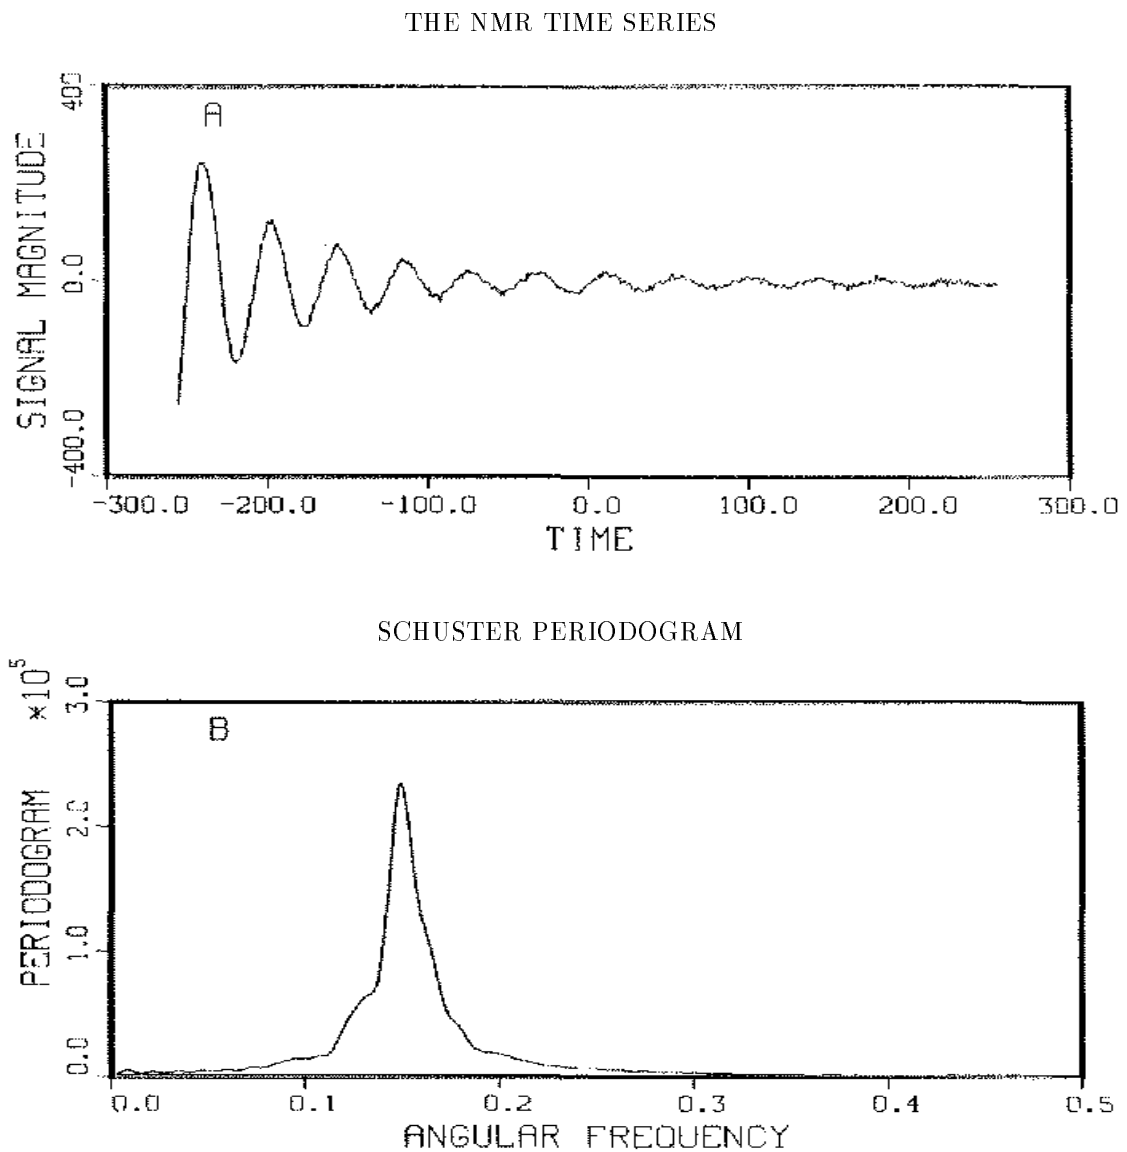 THE NMR TIME SERIES
A
SIGNAL MAGNITUDE
400
0.0
-400.0
-300.0 -200.0 -100.0 0.0 100.0 200.0 300.0
TIME
SCHUSTER PERIODOGRAM
B
PERIODOGRAM *10^5
3.0
2.0
1.0
0.0
0.0 0.1 0.2 0.3 0.4 0.5
ANGULAR FREQUENCY